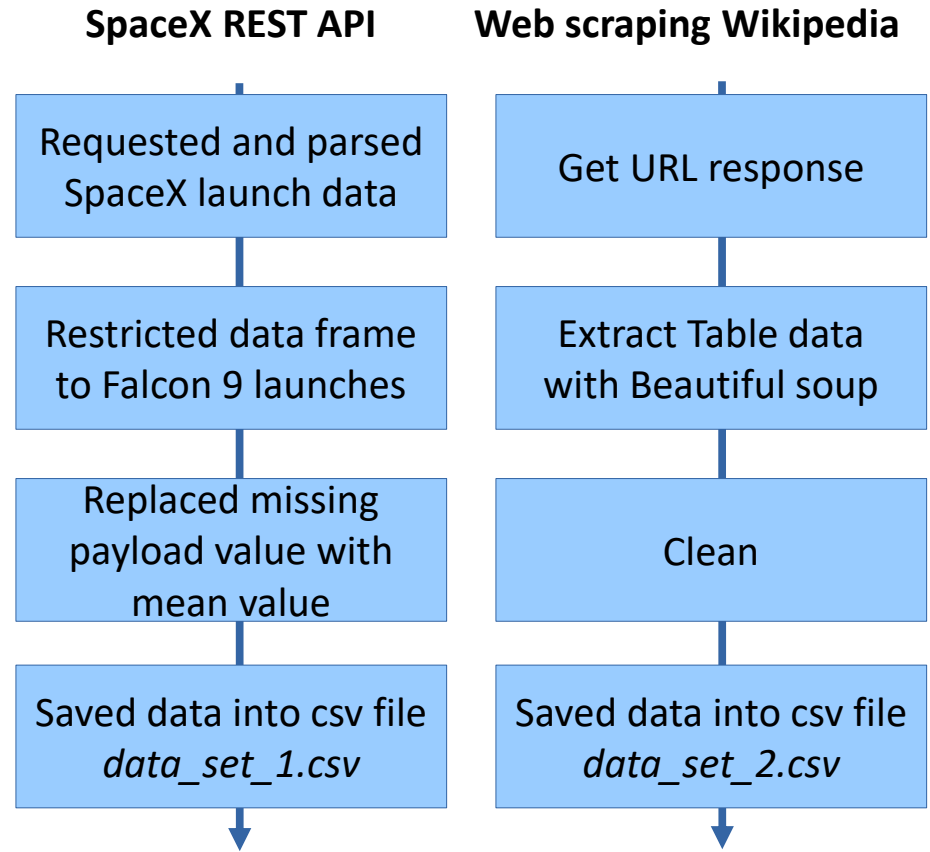 SpaceX REST API
Requested and parsed
SpaceX launch data
Restricted data frame
to Falcon 9 launches
Replaced missing
payload value with
mean value
Saved data into csv file
data_set_1.csv
Web scraping Wikipedia
Get URL response
Extract Table data
with Beautiful soup
Clean
Saved data into csv file
data_set_2.csv